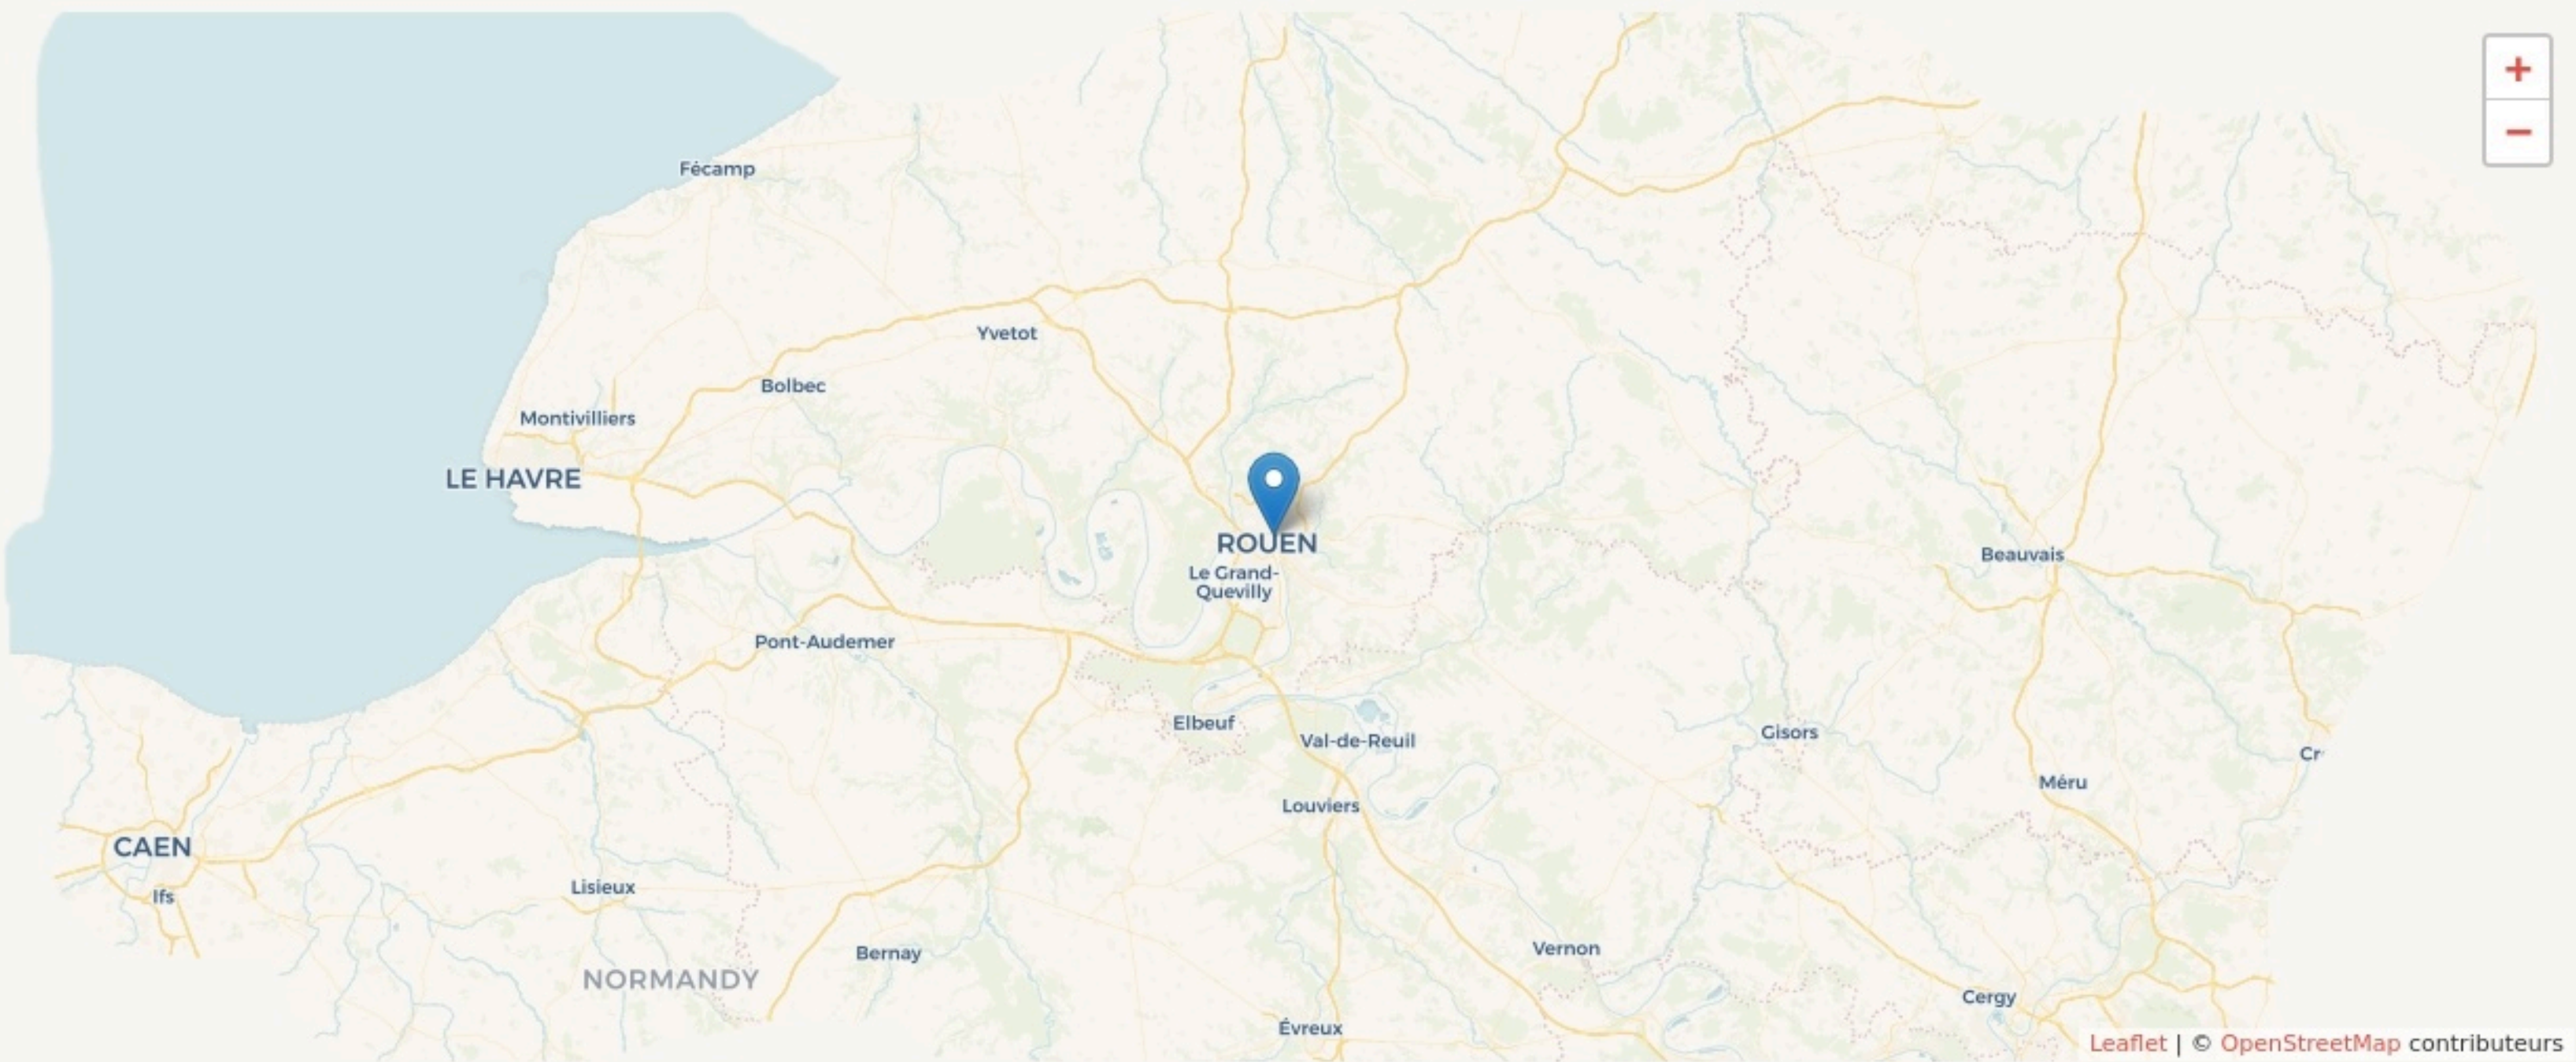 +
−
Fécamp
Yvetot
Bolbec
Montivilliers
LE HAVRE
ROUEN
Le Grand-
Quevilly
Beauvais
Pont-Audemer
Elbeuf
Val-de-Reuil
Gisors
Cr
Méru
Louviers
CAEN
Lisieux
Ifs
Vernon
Bernay
NORMANDY
Cergy
Évreux
Leaflet | © OpenStreetMap contributeurs